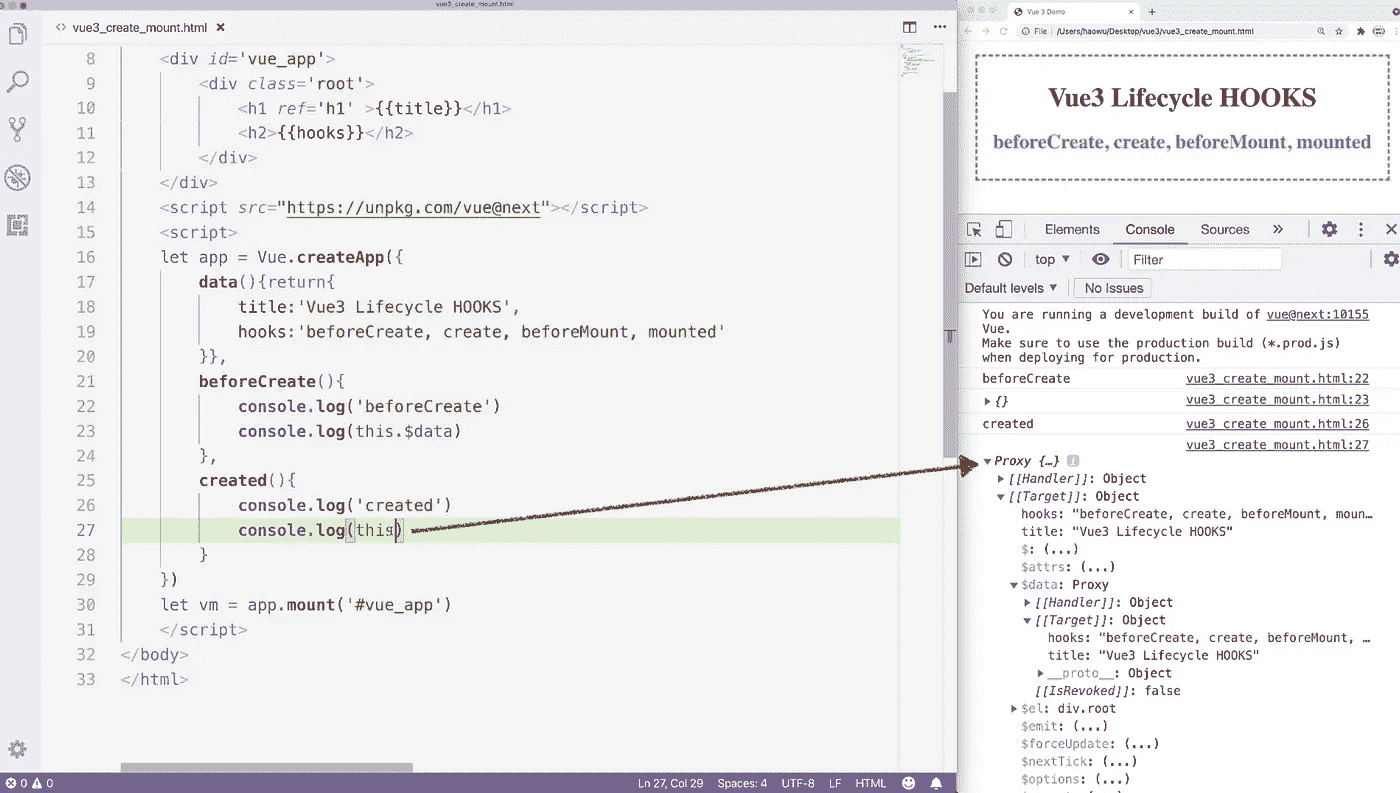 vue3_create_mount.html
<> vue3_create_mount.html ×
8 <div id='vue_app'>
9 <div class='root'>
10 <h1 ref='h1' >{{title}}</h1>
11 <h2>{{hooks}}</h2>
12 </div>
13 </div>
14 <script src="https://unpkg.com/vue@next"></script>
15 <script>
16 let app = Vue.createApp({
17 data(){return{
18 title:'Vue3 Lifecycle HOOKS',
19 hooks:'beforeCreate, create, beforeMount, mounted'
20 }},
21 beforeCreate(){
22 console.log('beforeCreate')
23 console.log(this.$data)
24 },
25 created(){
26 console.log('created')
27 console.log(this)
28 }
29 })
30 let vm = app.mount('#vue_app')
31 </script>
32 </body>
33 </html>
0 0
Ln 27, Col 29 Spaces: 4 UTF-8 LF HTML
Vue 3 Demo
File /Users/haowu/Desktop/vue3/vue3_create_mount.html
Vue3 Lifecycle HOOKS
beforeCreate, create, beforeMount, mounted
Elements Console Sources »
top Filter
Default levels No Issues
You are running a development build of vue@next:10155
Vue.
Make sure to use the production build (*.prod.js)
when deploying for production.
beforeCreate vue3_create_mount.html:22
{} vue3_create_mount.html:23
created vue3_create_mount.html:26
vue3_create_mount.html:27
Proxy {…} i
[[Handler]]: Object
[[Target]]: Object
hooks: "beforeCreate, create, beforeMount, moun…
title: "Vue3 Lifecycle HOOKS"
$: (...)
$attrs: (...)
$data: Proxy
[[Handler]]: Object
[[Target]]: Object
hooks: "beforeCreate, create, beforeMount, …
title: "Vue3 Lifecycle HOOKS"
__proto__: Object
[[IsRevoked]]: false
$el: div.root
$emit: (...)
$forceUpdate: (...)
$nextTick: (...)
$options: (...)